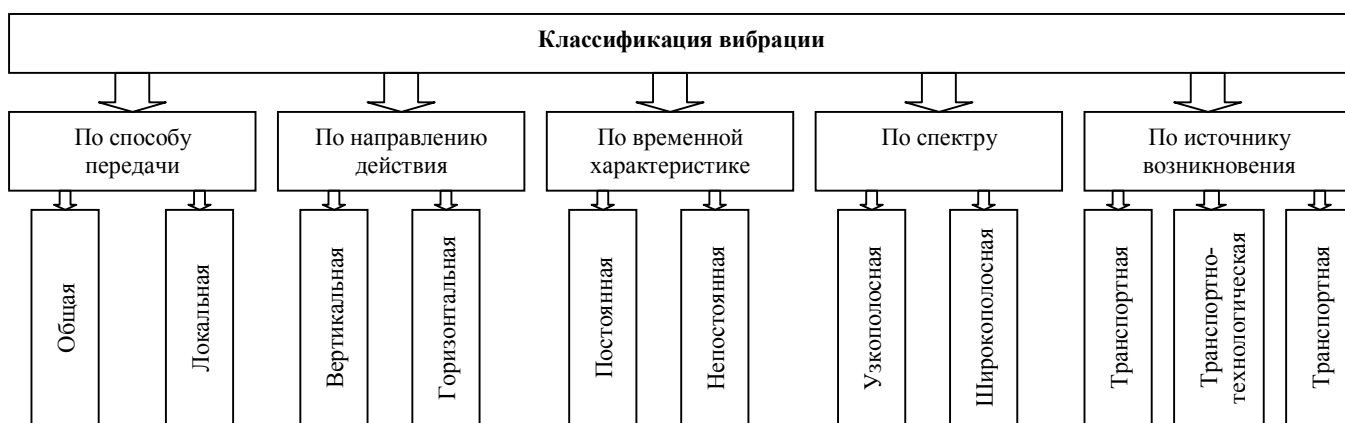 Классификация вибрации
По способу
передачи
По направлению
действия
По временной
характеристике
По спектру
По источнику
возникновения
Общая
Локальная
Вертикальная
Горизонтальная
Постоянная
Непостоянная
Узкополосная
Широкополосная
Транспортная
Транспортно-
технологическая
Транспортная